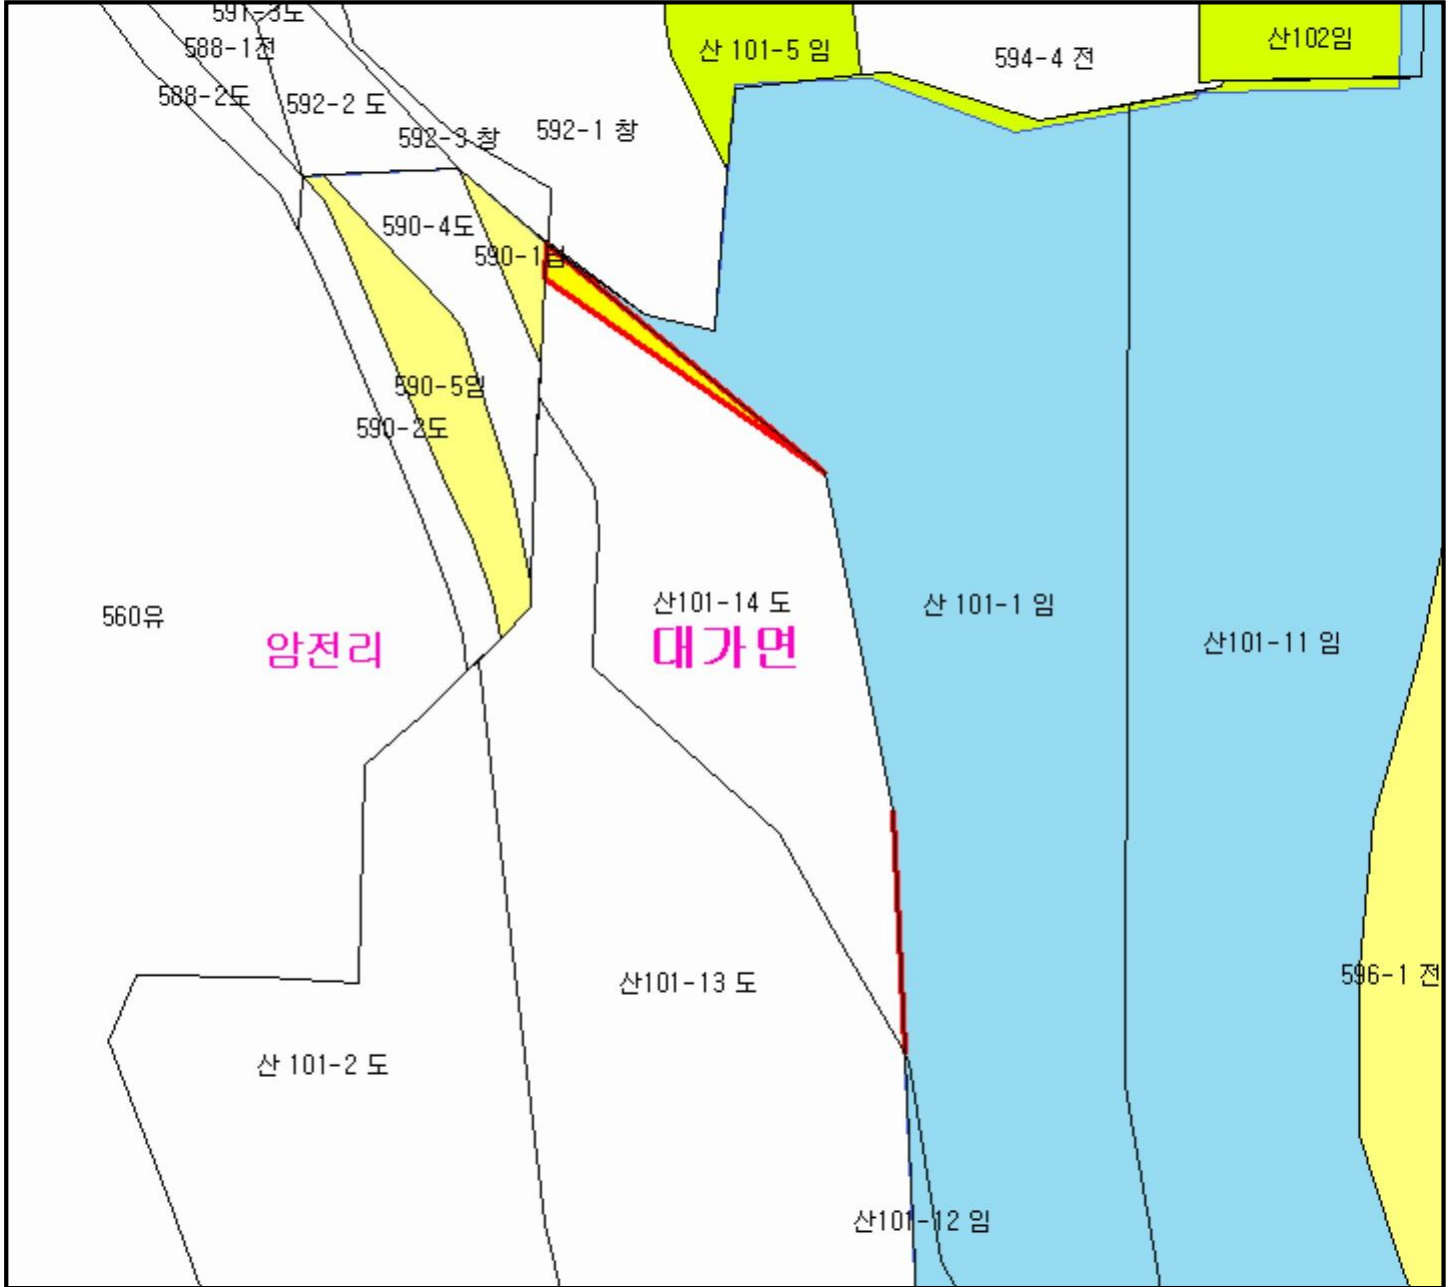 591-3도
588-1전
588-2도
592-2 도
592-3 창
592-1 창
산 101-5 임
594-4 전
산102임
590-4도
590-1임
590-5임
590-2도
560유
암전리
산101-14 도
대가면
산 101-1 임
산101-11 임
596-1 전
산101-13 도
산 101-2 도
산101-12 임